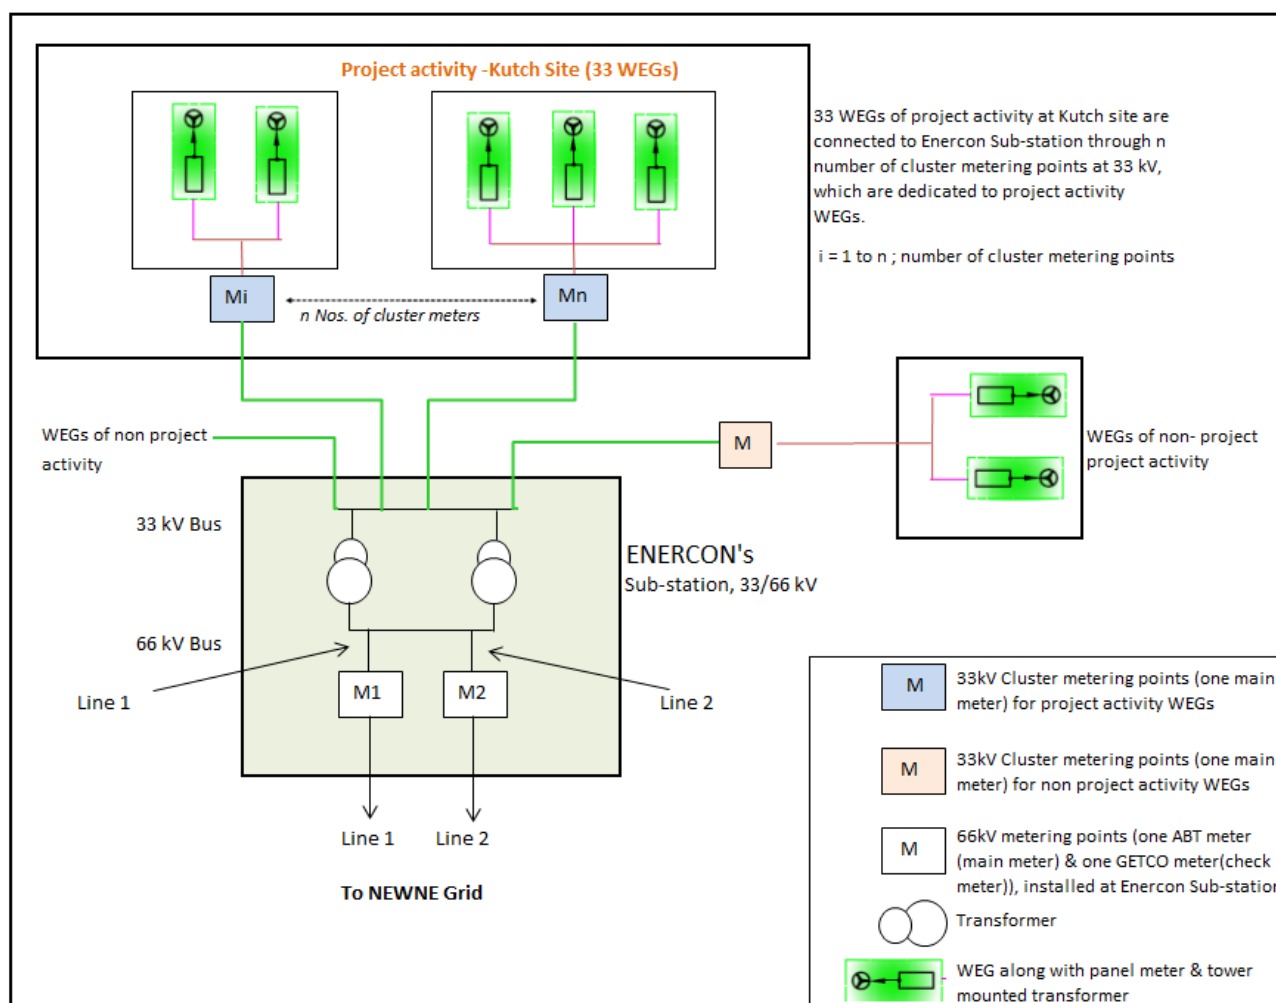 Project activity -Kutch Site (33 WEGs)
33 WEGs of project activity at Kutch site are
connected to Enercon Sub-station through n
number of cluster metering points at 33 kV,
which are dedicated to project activity
WEGs.
i = 1 to n ; number of cluster metering points
Mi
Mn
n Nos. of cluster meters
WEGs of non project
activity
M
WEGs of non- project
project activity
33 kV Bus
ENERCON's
Sub-station, 33/66 kV
66 kV Bus
Line 1
M1
M2
Line 2
Line 1
Line 2
To NEWNE Grid
M
33kV Cluster metering points (one main
meter) for project activity WEGs
M
33kV Cluster metering points (one main
meter) for non project activity WEGs
M
66kV metering points (one ABT meter
(main meter) & one GETCO meter(check
meter)), installed at Enercon Sub-station
Transformer
WEG along with panel meter & tower
mounted transformer